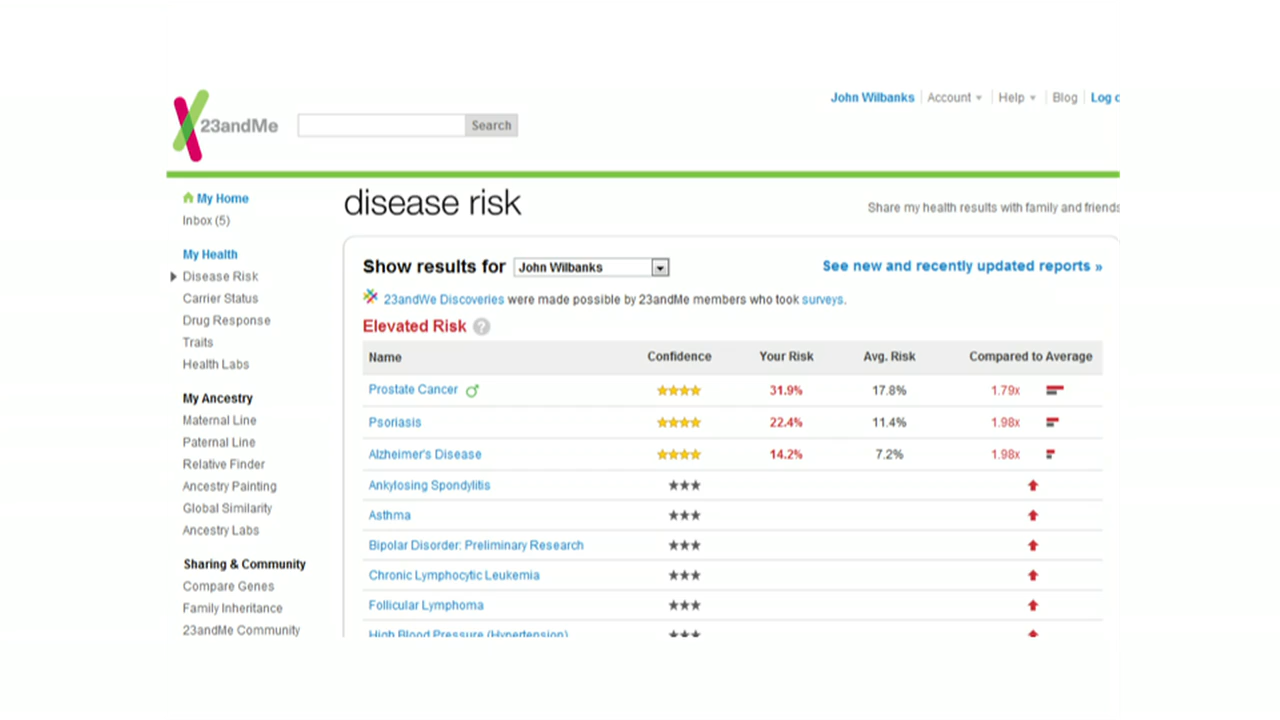 John Wilbanks Account Help Blog Log
23andMe Search
My Home
Inbox (5)
My Health
Disease Risk
Carrier Status
Drug Response
Traits
Health Labs
My Ancestry
Maternal Line
Paternal Line
Relative Finder
Ancestry Painting
Global Similarity
Ancestry Labs
Sharing & Community
Compare Genes
Family Inheritance
23andMe Community
disease risk
Share my health results with family and friends
Show results for John Wilbanks See new and recently updated reports »
23andWe Discoveries were made possible by 23andMe members who took surveys.
Elevated Risk ?
Name Confidence Your Risk Avg. Risk Compared to Average
Prostate Cancer 31.9% 17.8% 1.79x
Psoriasis 22.4% 11.4% 1.98x
Alzheimer's Disease 14.2% 7.2% 1.98x
Ankylosing Spondylitis
Asthma
Bipolar Disorder: Preliminary Research
Chronic Lymphocytic Leukemia
Follicular Lymphoma
High Blood Pressure (Hypertension)